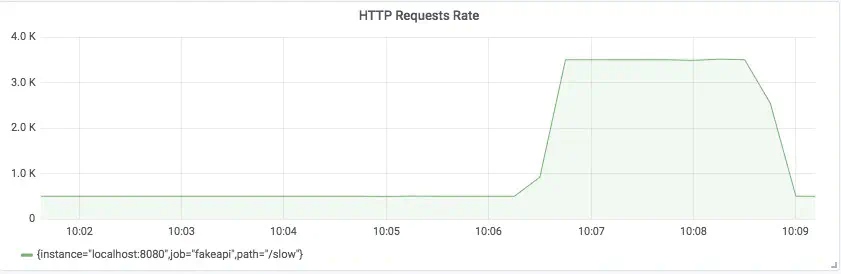 HTTP Requests Rate
4.0 K
3.0 K
2.0 K
1.0 K
0
10:02 10:03 10:04 10:05 10:06 10:07 10:08 10:09
{instance="localhost:8080",job="fakeapi",path="/slow"}